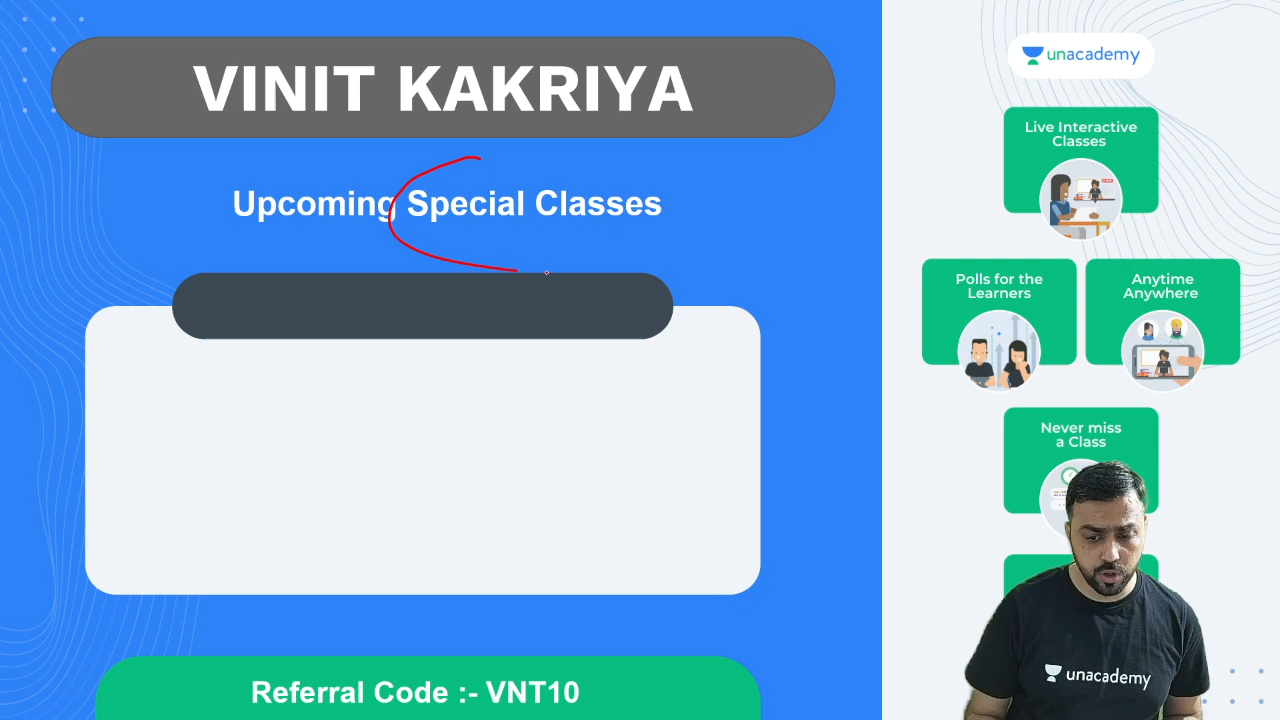 VINIT KAKRIYA
Upcoming Special Classes
Referral Code :- VNT10
unacademy
Live Interactive
Classes
Polls for the
Learners
Anytime
Anywhere
Never miss
a Class
unacademy